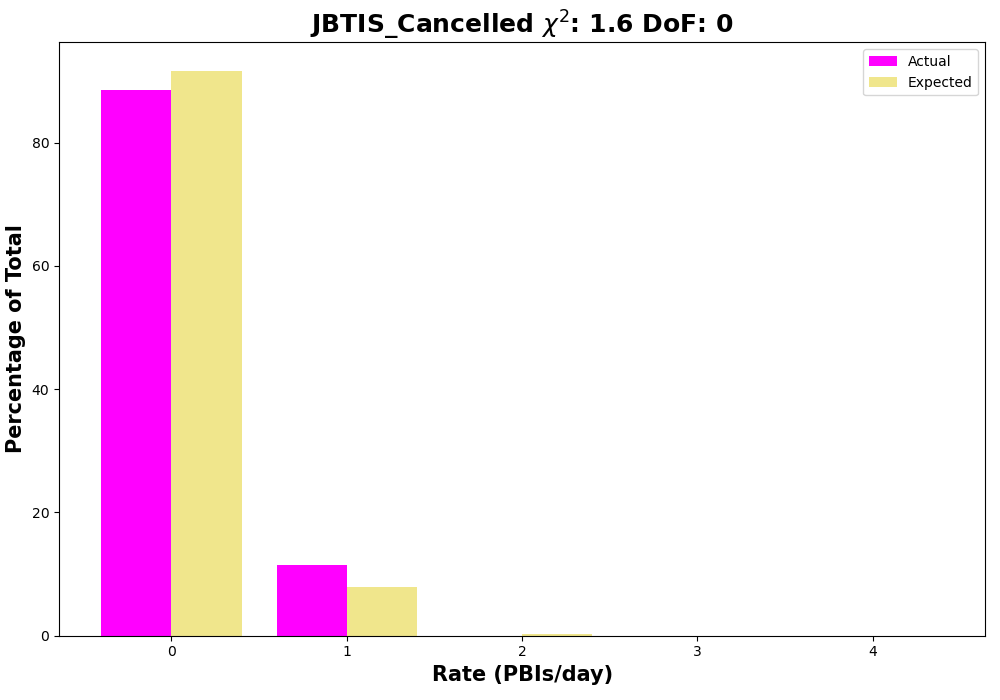 JBTIS_Cancelled χ²: 1.6 DoF: 0
Actual
Expected
Percentage of Total
80
60
40
20
0
0 1 2 3 4
Rate (PBIs/day)